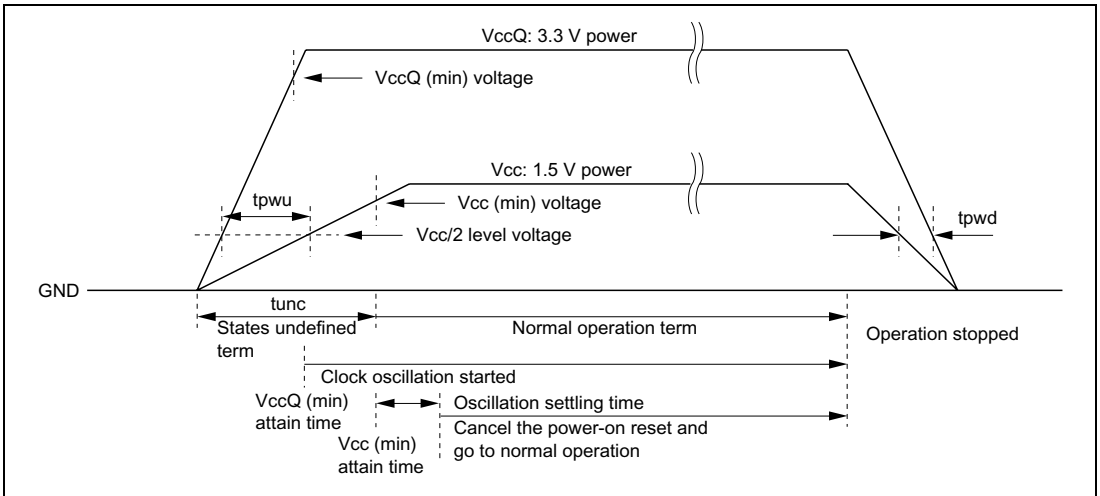 VccQ: 3.3 V power
VccQ (min) voltage
Vcc: 1.5 V power
tpwu
Vcc (min) voltage
Vcc/2 level voltage
tpwd
GND
tunc
States undefined
term
Normal operation term
Operation stopped
Clock oscillation started
VccQ (min)
attain time
Oscillation settling time
Cancel the power-on reset and
go to normal operation
Vcc (min)
attain time